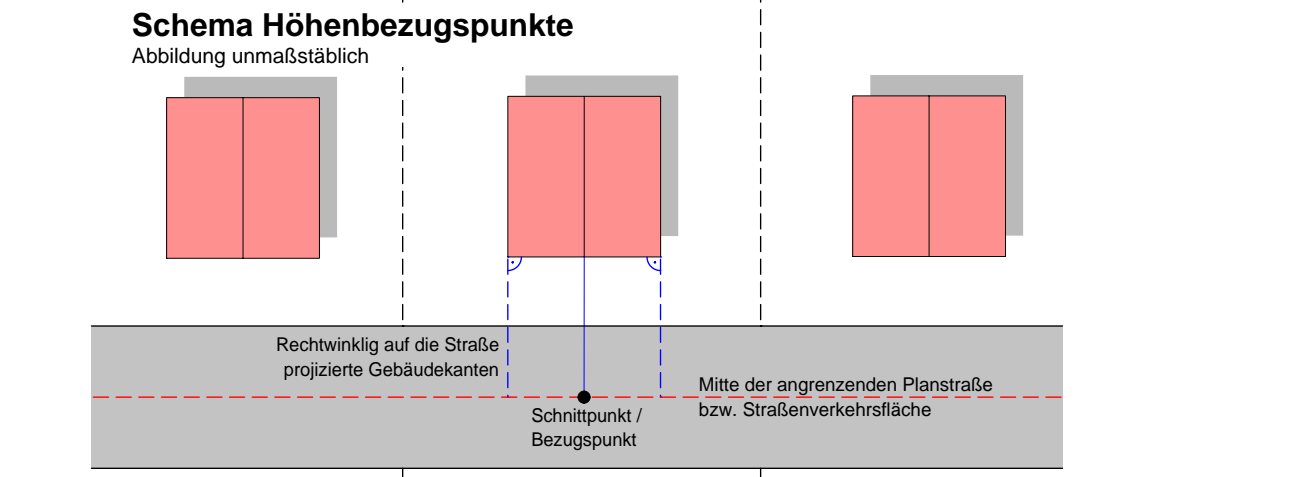 Schema Höhenbezugspunkte
Abbildung unmaßstäblich
Rechtwinklig auf die Straße
projizierte Gebäudekanten
Mitte der angrenzenden Planstraße
bzw. Straßenverkehrsfläche
Schnittpunkt /
Bezugspunkt